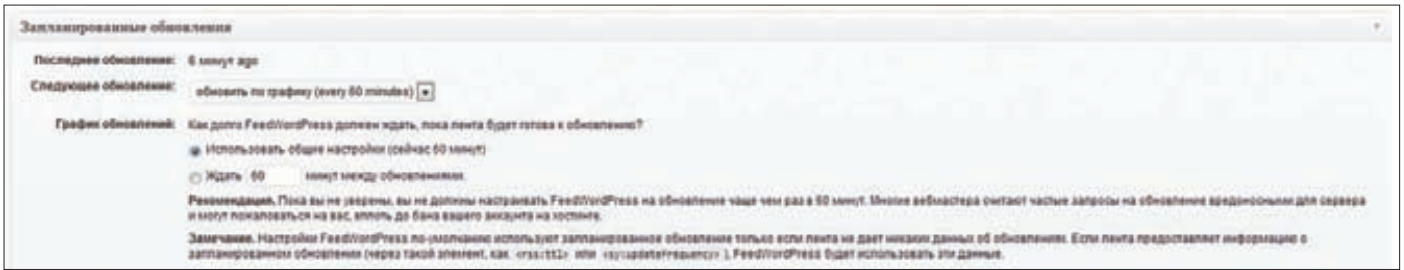 Запланированные обновления
Последнее обновление: 6 минут ago
Следующее обновление: обновить по графику (every 60 minutes)
График обновлений: Как долго FeedWordPress должен ждать, пока лента будет готова к обновлению?
Использовать общие настройки (сейчас 60 минут)
Ждать 60 минут между обновлениями.
Рекомендация. Пока вы не уверены, вы не должны настраивать FeedWordPress на обновление чаще чем раз в 60 минут. Многие вебмастера считают частые запросы на обновление вредоносными для сервера
и могут пожаловаться на вас, вплоть до бана вашего аккаунта на хостинге.
Замечание. Настройки FeedWordPress по-умолчанию используют запланированное обновление только если лента не дает никаких данных об обновлениях. Если лента предоставляет информацию о
запланированном обновлении (через такой элемент, как <rss:ttl> или <sy:updateFrequency> ), FeedWordPress будет использовать эти данные.